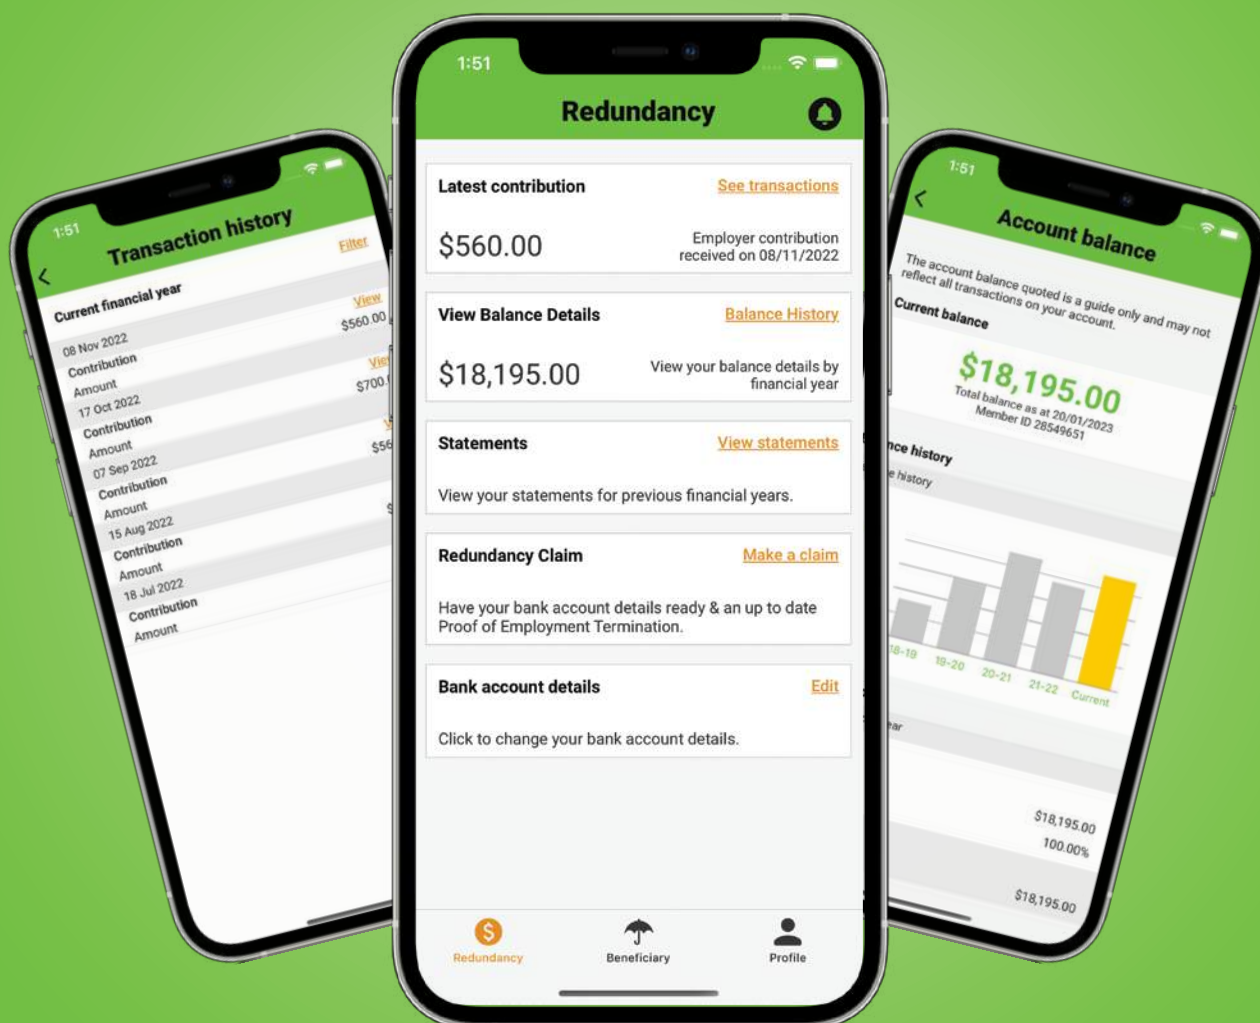 1:51
Transaction history
Filter
Current financial year
08 Nov 2022
View
Contribution
$560.00
Amount
17 Oct 2022
Contribution
Amount
07 Sep 2022
Contribution
Amount
15 Aug 2022
Contribution
Amount
18 Jul 2022
Contribution
Amount
1:51
Redundancy
Latest contribution
See transactions
$560.00
Employer contribution
received on 08/11/2022
View Balance Details
Balance History
$18,195.00
View your balance details by
financial year
Statements
View statements
View your statements for previous financial years.
Redundancy Claim
Make a claim
Have your bank account details ready & an up to date
Proof of Employment Termination.
Bank account details
Edit
Click to change your bank account details.
Redundancy
Beneficiary
Profile
1:51
Account balance
The account balance quoted is a guide only and may not
reflect all transactions on your account.
Current balance
$18,195.00
Total balance as at 20/01/2023
Member ID 28549651
history
history
18-19
19-20
20-21
21-22
Current
$18,195.00
100.00%
$18,195.00